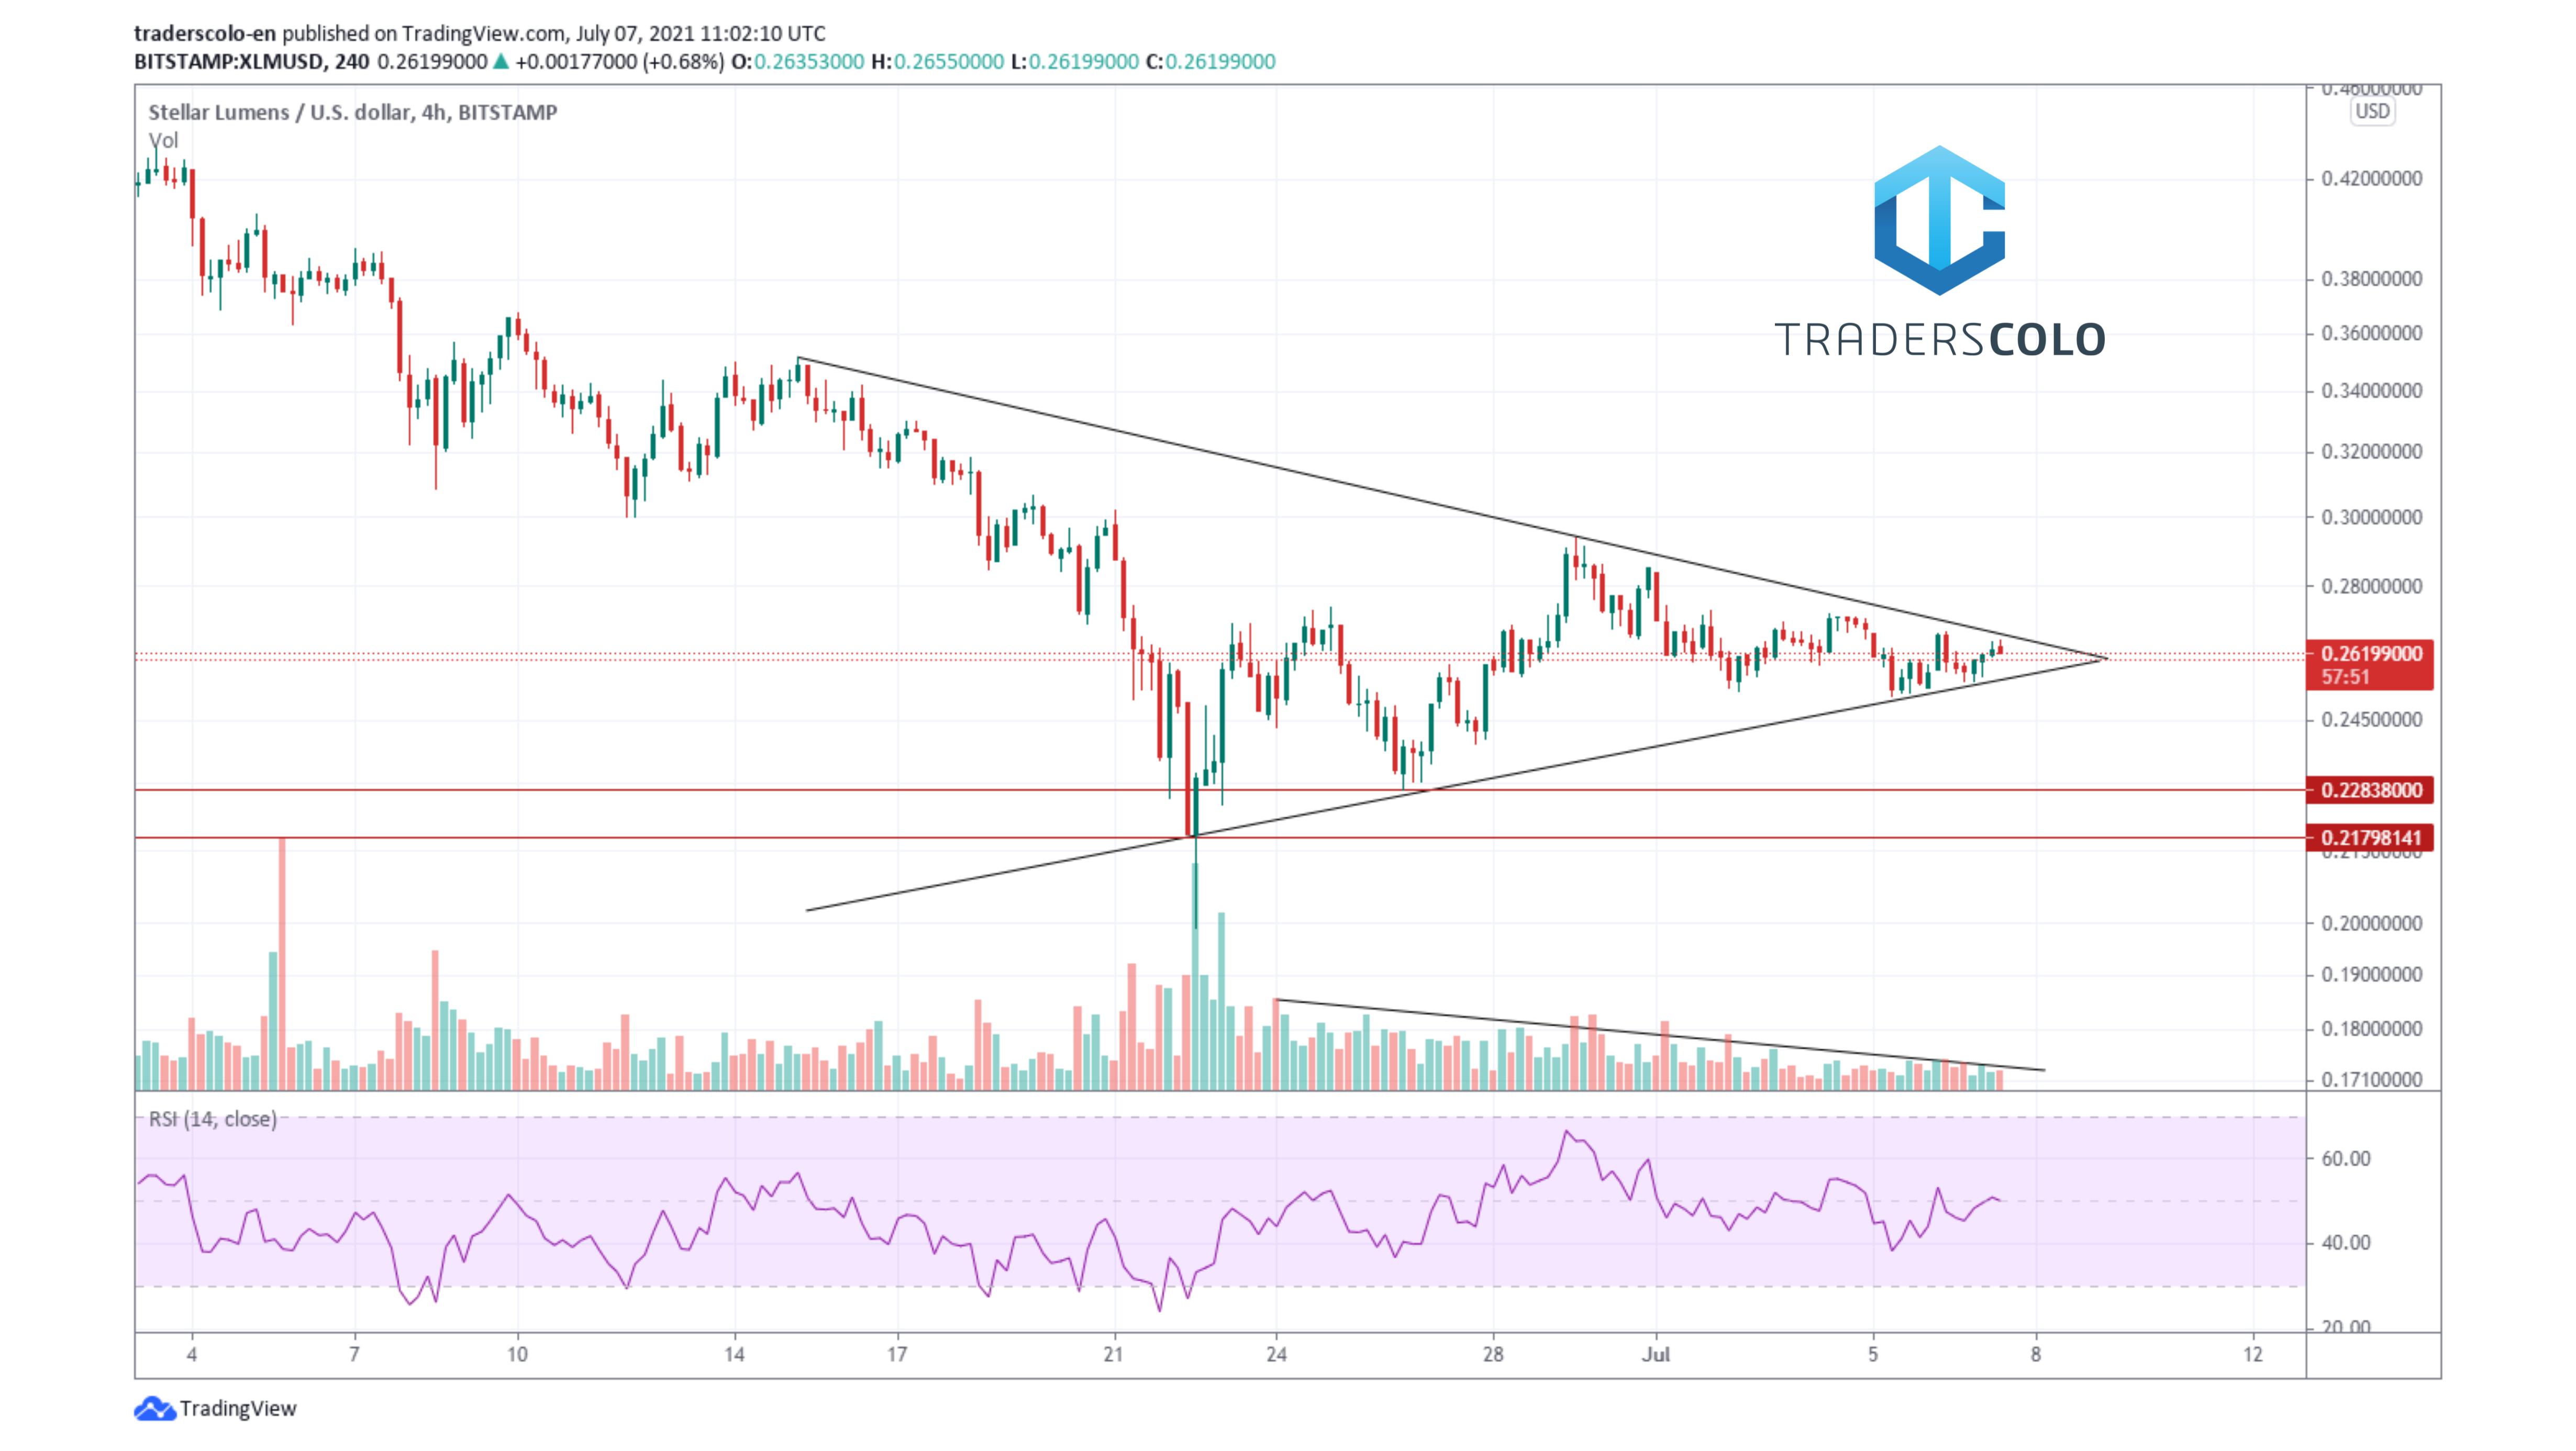 traderscolo-en published on TradingView.com, July 07, 2021 11:02:10 UTC
BITSTAMP:XLMUSD, 240 0.26199000 ▲ +0.00177000 (+0.68%) O:0.26353000 H:0.26550000 L:0.26199000 C:0.26199000
Stellar Lumens / U.S. dollar, 4h, BITSTAMP
Vol
0.46000000
USD
TC
TRADERSCOLO
0.42000000
0.38000000
0.36000000
0.34000000
0.32000000
0.30000000
0.28000000
0.26199000
57:51
0.24500000
0.22838000
0.21798141
0.21500000
0.20000000
0.19000000
0.18000000
0.17100000
RSI (14, close)
60.00
40.00
20.00
4 7 10 14 17 21 24 28 Jul 5 8 12
TradingView